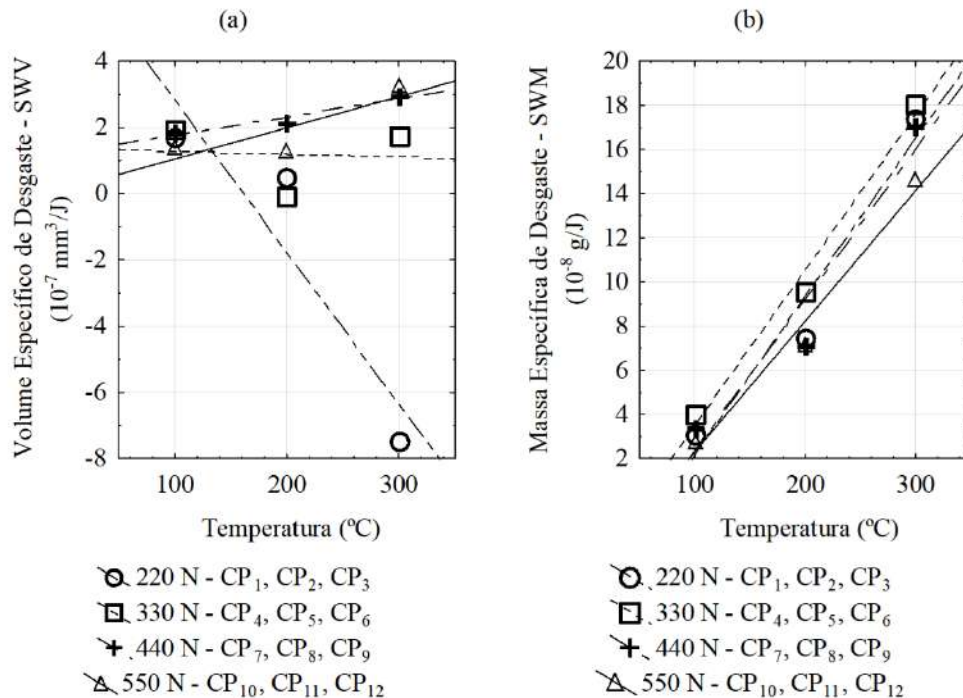 (a)
Volume Específico de Desgaste - SWV
(10⁻⁷ mm³/J)
4
2
0
-2
-4
-6
-8
100 200 300
Temperatura (ºC)
220 N - CP₁, CP₂, CP₃
330 N - CP₄, CP₅, CP₆
440 N - CP₇, CP₈, CP₉
550 N - CP₁₀, CP₁₁, CP₁₂
(b)
Massa Específica de Desgaste - SWM
(10⁻⁸ g/J)
20
18
16
14
12
10
8
6
4
2
100 200 300
Temperatura (ºC)
220 N - CP₁, CP₂, CP₃
330 N - CP₄, CP₅, CP₆
440 N - CP₇, CP₈, CP₉
550 N - CP₁₀, CP₁₁, CP₁₂